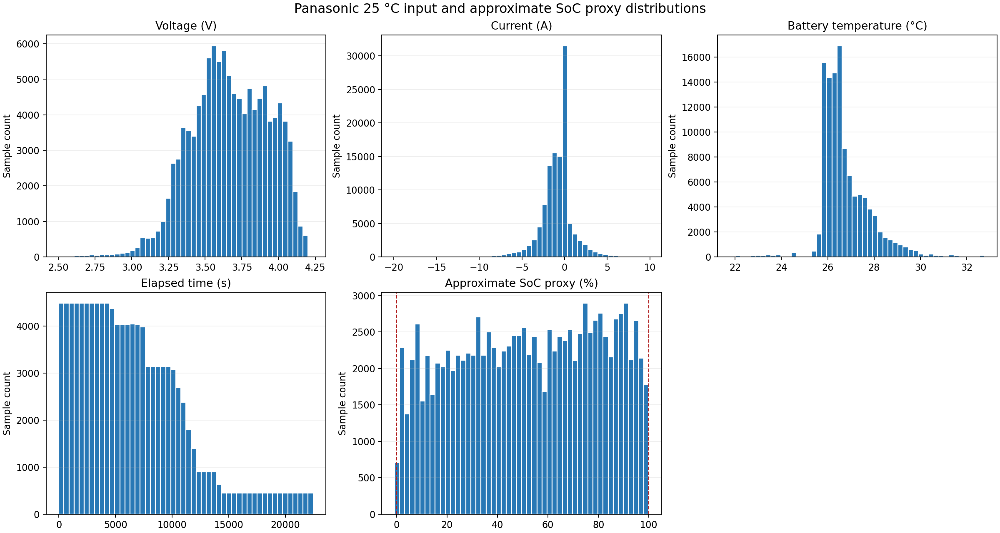 Panasonic 25 °C input and approximate SoC proxy distributions
Voltage (V)
Sample count
6000
5000
4000
3000
2000
1000
0
2.50 2.75 3.00 3.25 3.50 3.75 4.00 4.25
Current (A)
Sample count
30000
25000
20000
15000
10000
5000
0
−20 −15 −10 −5 0 5 10
Battery temperature (°C)
Sample count
16000
14000
12000
10000
8000
6000
4000
2000
0
22 24 26 28 30 32
Elapsed time (s)
Sample count
4000
3000
2000
1000
0
0 5000 10000 15000 20000
Approximate SoC proxy (%)
Sample count
3000
2500
2000
1500
1000
500
0
0 20 40 60 80 100